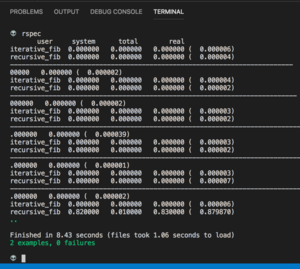 PROBLEMS OUTPUT DEBUG CONSOLE TERMINAL
rspec
user system total real
iterative_fib 0.000000 0.000000 0.000000 ( 0.000006)
recursive_fib 0.000000 0.000000 0.000000 ( 0.000004)
00000 0.000000 ( 0.000002)
iterative_fib 0.000000 0.000000 0.000000 ( 0.000004)
recursive_fib 0.000000 0.000000 0.000000 ( 0.000002)
000000 0.000000 ( 0.000002)
iterative_fib 0.000000 0.000000 0.000000 ( 0.000003)
recursive_fib 0.000000 0.000000 0.000000 ( 0.000002)
.000000 0.000000 ( 0.000039)
iterative_fib 0.000000 0.000000 0.000000 ( 0.000003)
recursive_fib 0.000000 0.000000 0.000000 ( 0.000002)
.000000 0.000000 ( 0.000001)
iterative_fib 0.000000 0.000000 0.000000 ( 0.000003)
recursive_fib 0.000000 0.000000 0.000000 ( 0.000007)
.000000 0.000000 ( 0.000002)
iterative_fib 0.000000 0.000000 0.000000 ( 0.000006)
recursive_fib 0.820000 0.010000 0.830000 ( 0.879870)
..
Finished in 8.43 seconds (files took 1.06 seconds to load)
2 examples, 0 failures